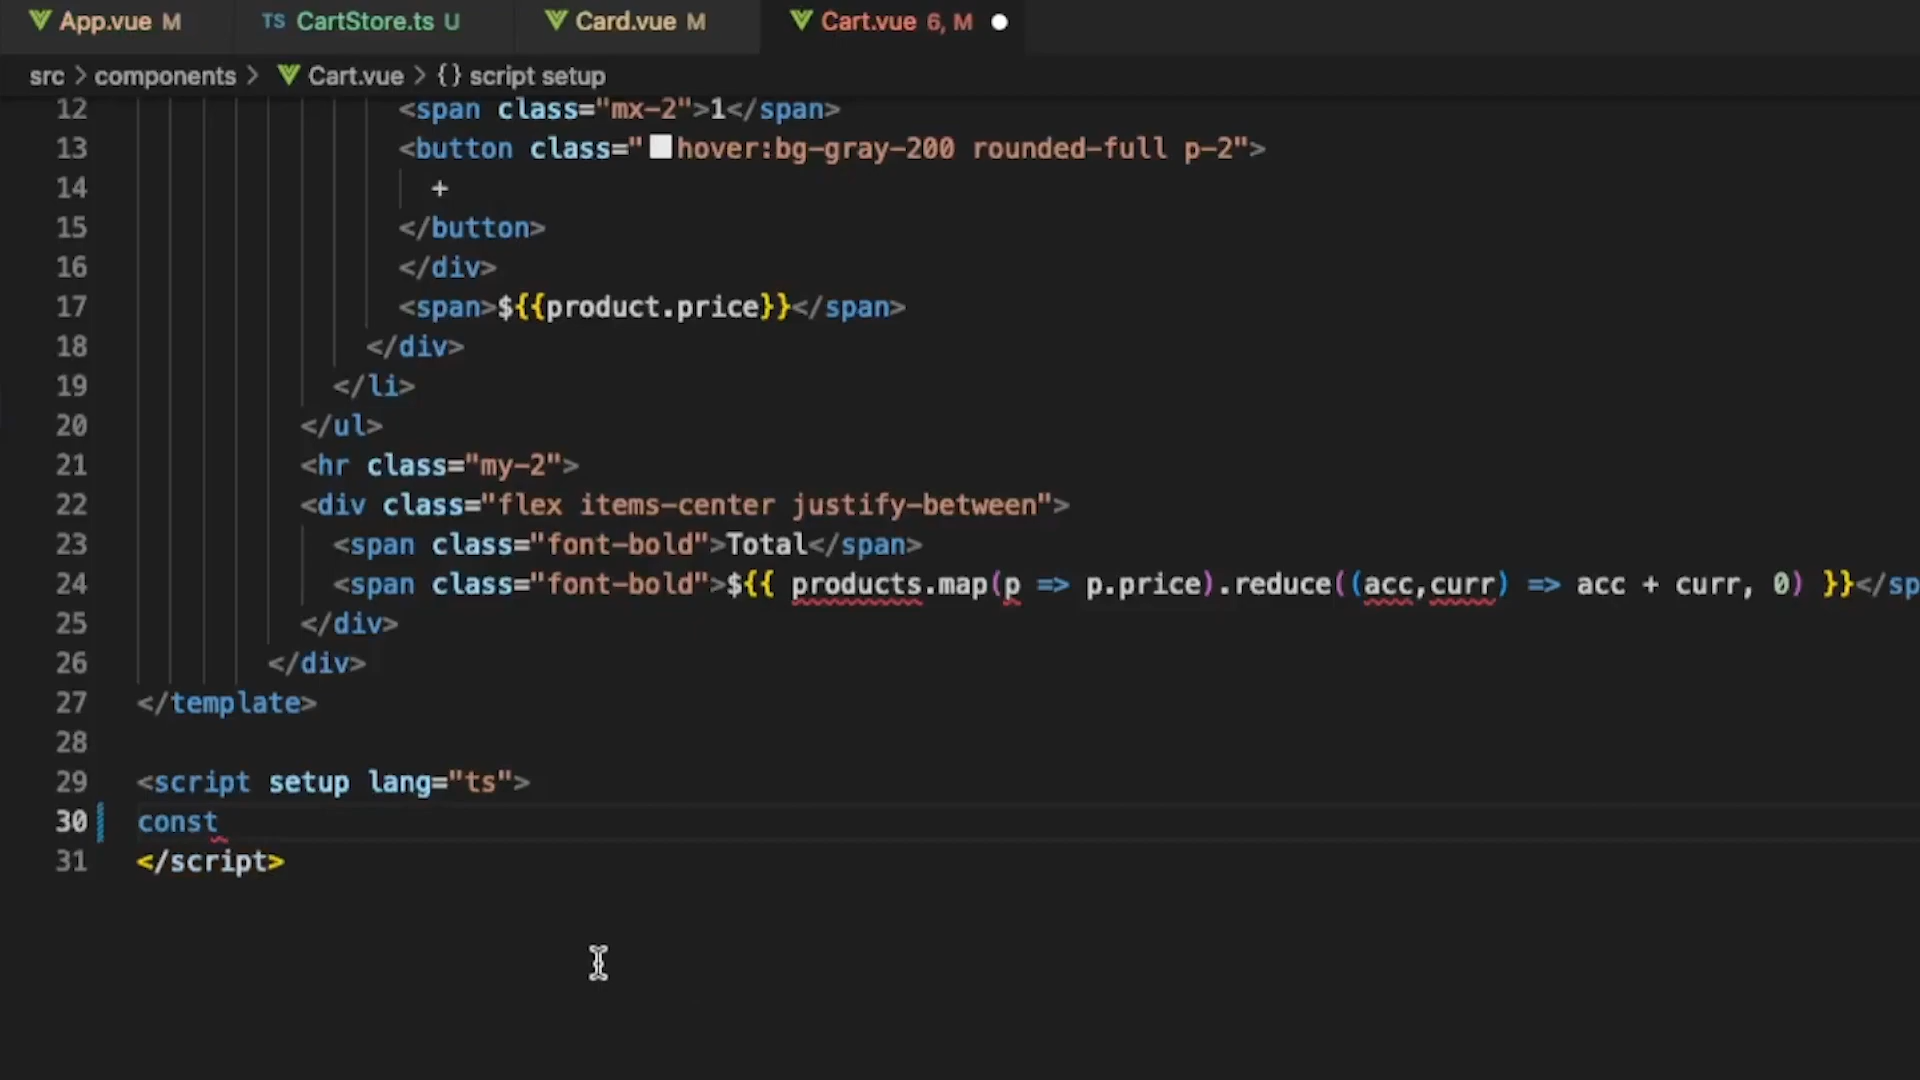 App.vue M TS CartStore.ts U Card.vue M Cart.vue 6, M
src > components > Cart.vue > {} script setup
12 <span class="mx-2">1</span>
13 <button class="hover:bg-gray-200 rounded-full p-2">
14 +
15 </button>
16 </div>
17 <span>${{product.price}}</span>
18 </div>
19 </li>
20 </ul>
21 <hr class="my-2">
22 <div class="flex items-center justify-between">
23 <span class="font-bold">Total</span>
24 <span class="font-bold">${{ products.map(p => p.price).reduce((acc,curr) => acc + curr, 0) }}</sp
25 </div>
26 </div>
27 </template>
28
29 <script setup lang="ts">
30 const
31 </script>